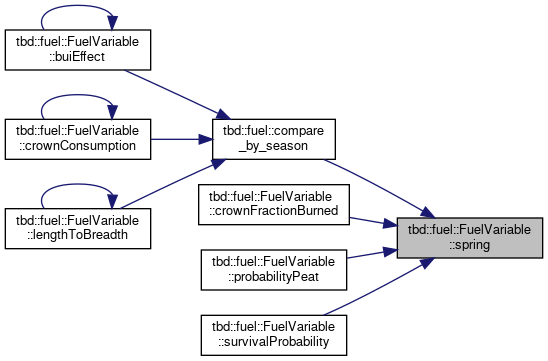 tbd::fuel::FuelVariable
::buiEffect
tbd::fuel::FuelVariable
::crownConsumption
tbd::fuel::FuelVariable
::lengthToBreadth
tbd::fuel::compare
_by_season
tbd::fuel::FuelVariable
::crownFractionBurned
tbd::fuel::FuelVariable
::probabilityPeat
tbd::fuel::FuelVariable
::survivalProbability
tbd::fuel::FuelVariable
::spring